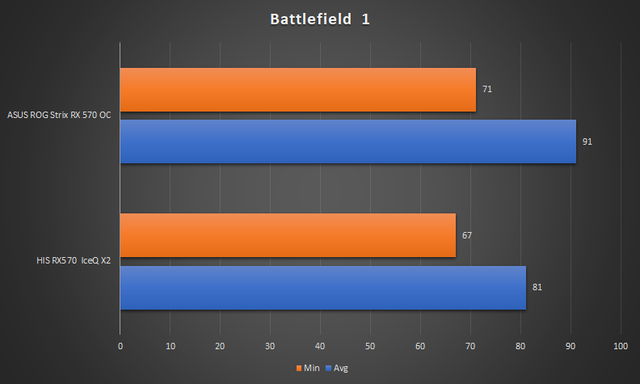 Battlefield 1
ASUS ROG Strix RX 570 OC
71
91
HIS RX570 IceQ X2
67
81
0 10 20 30 40 50 60 70 80 90 100
Min Avg